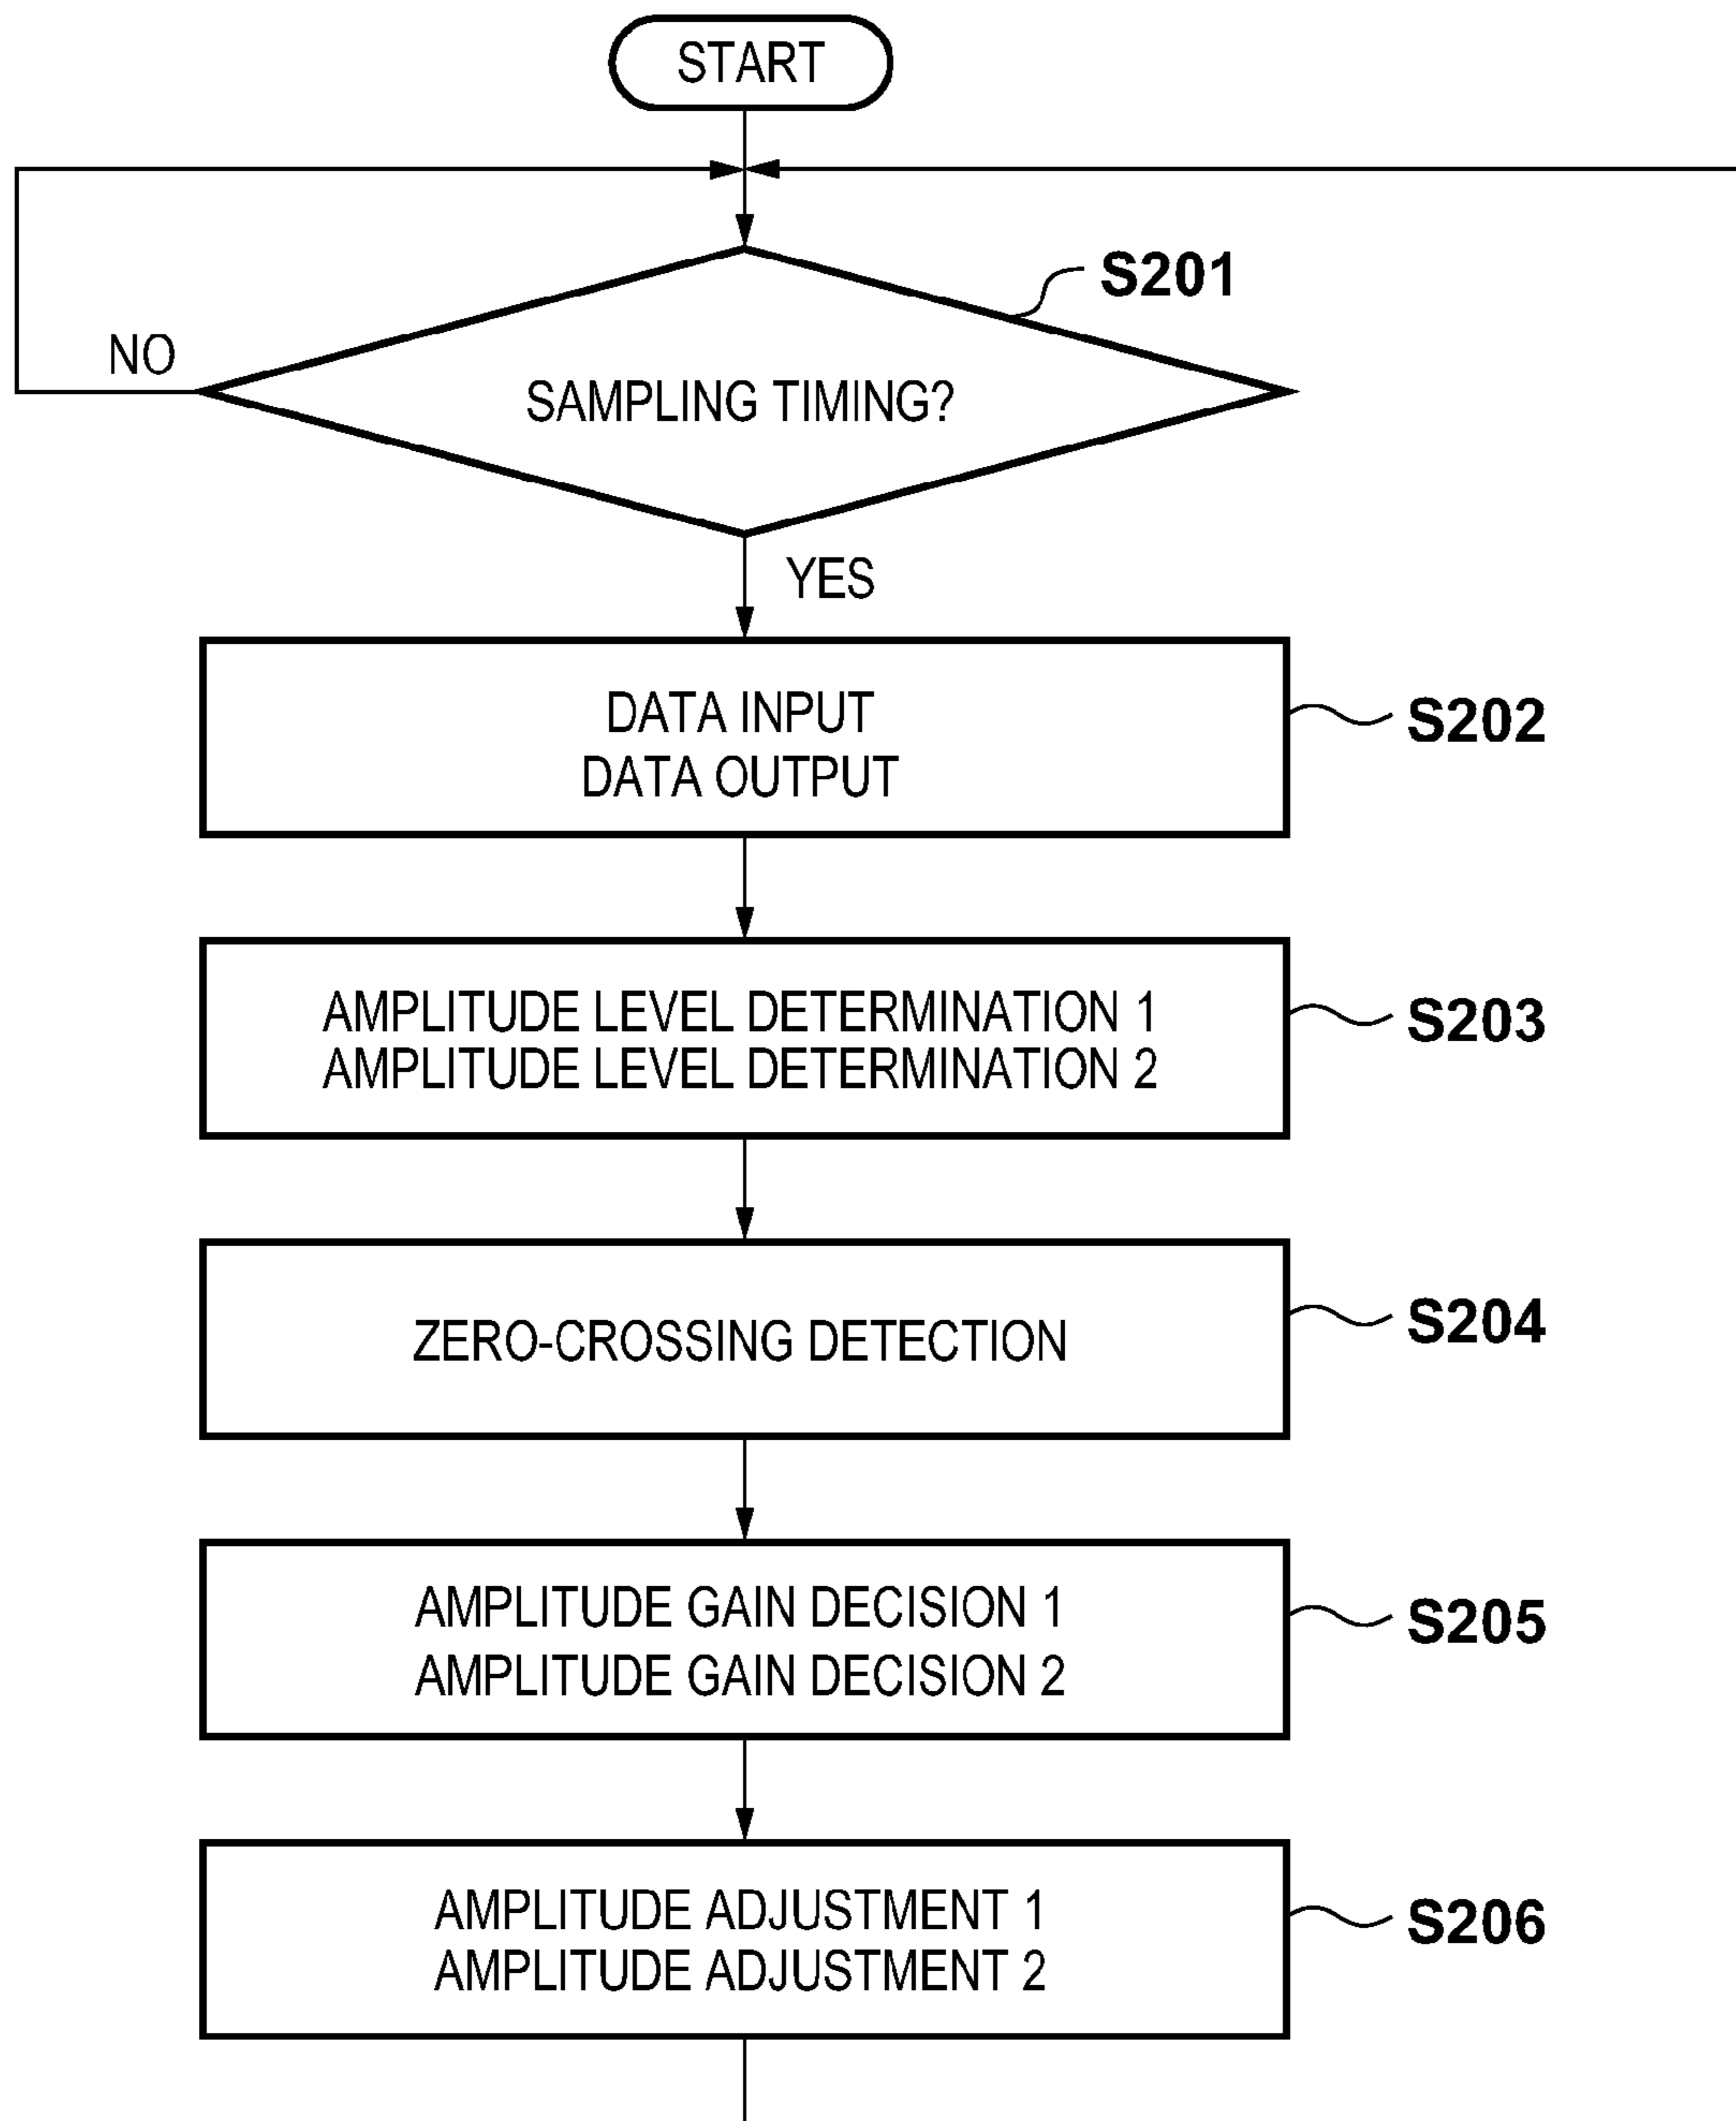 START
S201
NO
SAMPLING TIMING?
YES
DATA INPUT
DATA OUTPUT
S202
AMPLITUDE LEVEL DETERMINATION 1
AMPLITUDE LEVEL DETERMINATION 2
S203
ZERO-CROSSING DETECTION
S204
AMPLITUDE GAIN DECISION 1
AMPLITUDE GAIN DECISION 2
S205
AMPLITUDE ADJUSTMENT 1
AMPLITUDE ADJUSTMENT 2
S206